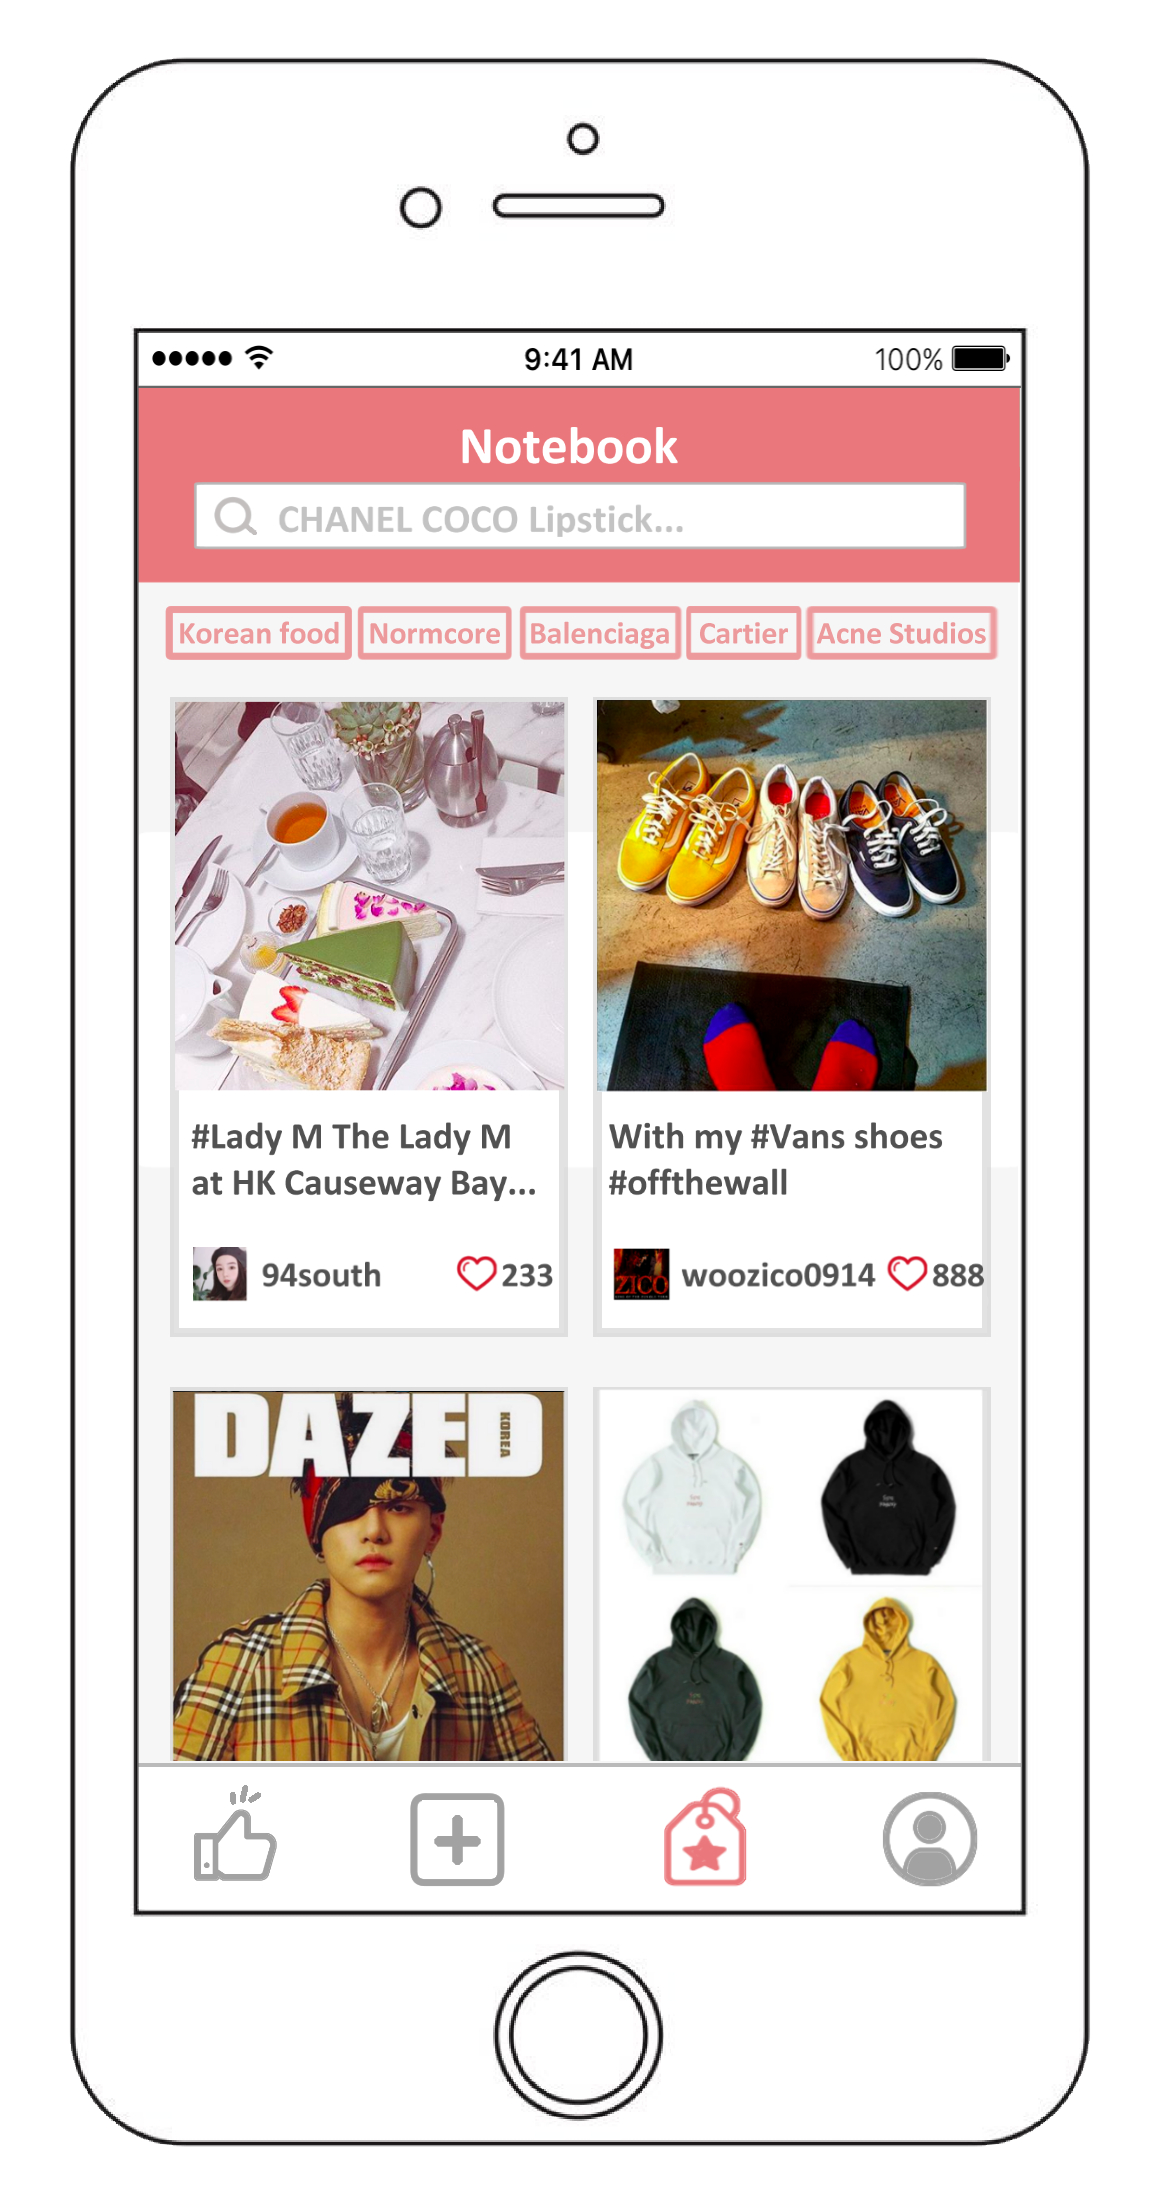 9:41 AM
100%
Notebook
CHANEL COCO Lipstick...
Korean food
Normcore
Balenciaga
Cartier
Acne Studios
#Lady M The Lady M
at HK Causeway Bay...
94south
233
With my #Vans shoes
#offthewall
ZICO
woozico0914
888
DAZED
KOREA